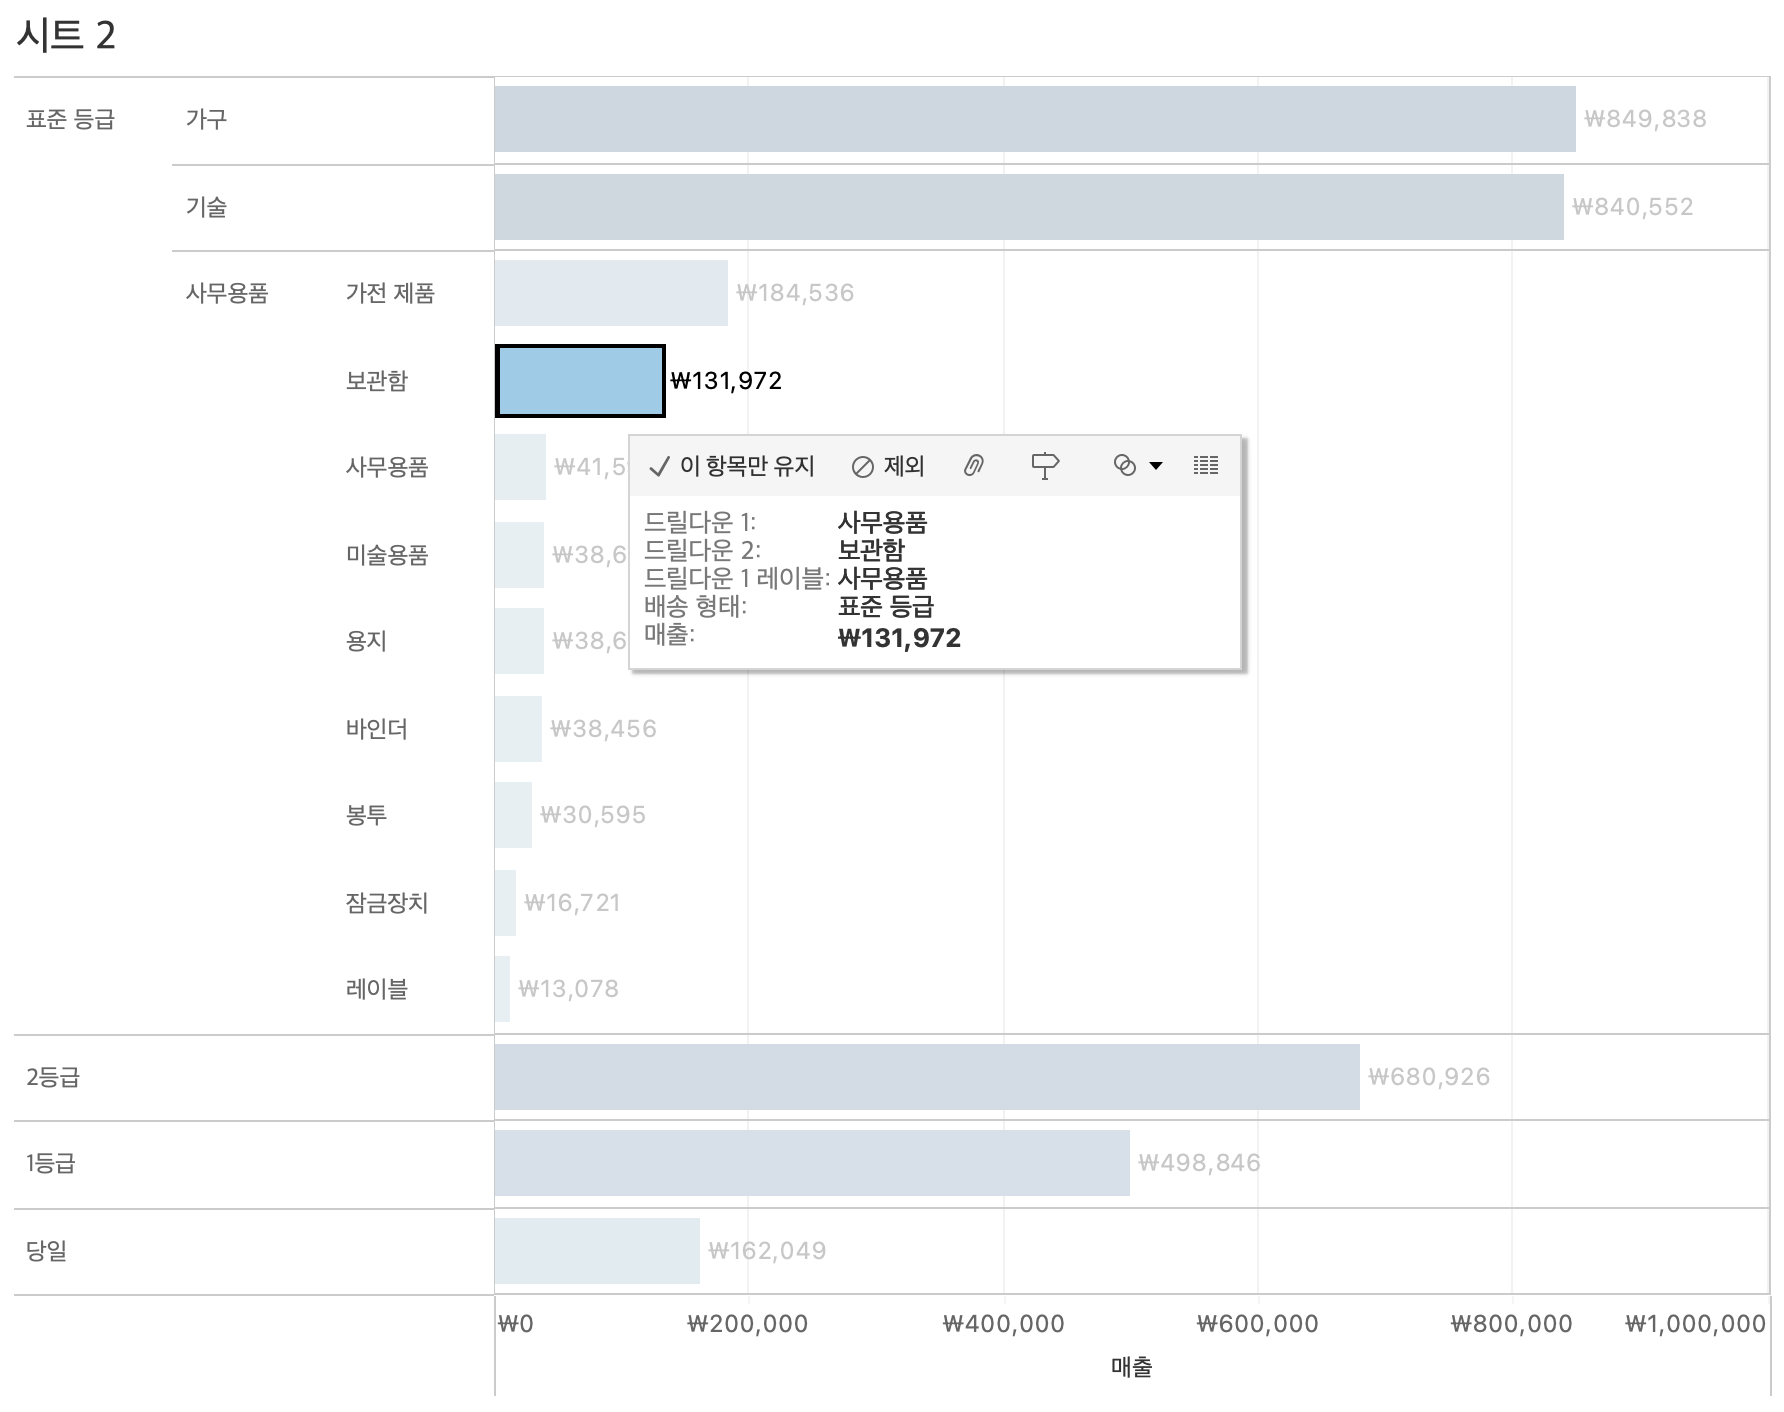 시트 2
표준 등급 가구 ₩849,838
기술 ₩840,552
사무용품 가전 제품 ₩184,536
보관함 ₩131,972
사무용품
미술용품
용지
이 항목만 유지 제외
드릴다운 1: 사무용품
드릴다운 2: 보관함
드릴다운 1 레이블: 사무용품
배송 형태: 표준 등급
매출: ₩131,972
바인더 ₩38,456
봉투 ₩30,595
잠금장치 ₩16,721
레이블 ₩13,078
2등급 ₩680,926
1등급 ₩498,846
당일 ₩162,049
₩0 ₩200,000 ₩400,000 ₩600,000 ₩800,000 ₩1,000,000
매출